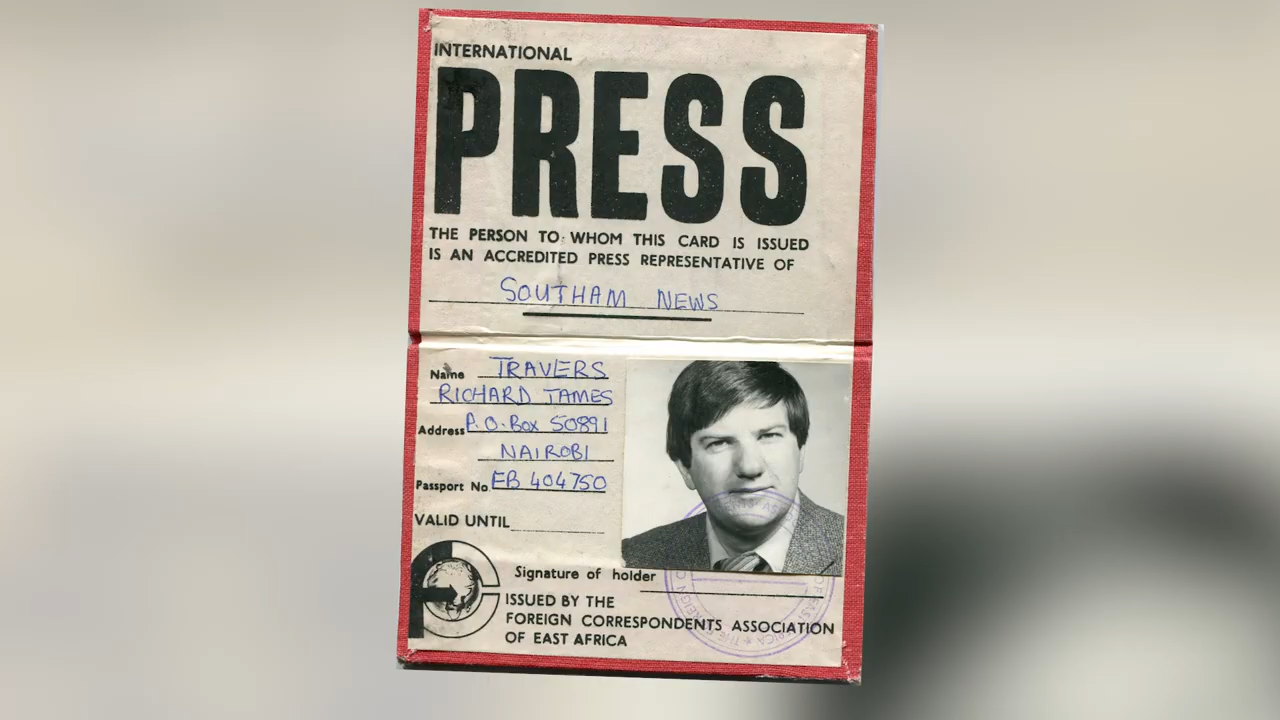 INTERNATIONAL
PRESS
THE PERSON TO WHOM THIS CARD IS ISSUED
IS AN ACCREDITED PRESS REPRESENTATIVE OF
SOUTHAM NEWS
Name TRAVERS
RICHARD JAMES
Address P.O. Box 50891
NAIROBI
Passport No. EB 404750
VALID UNTIL
Signature of holder
ISSUED BY THE
FOREIGN CORRESPONDENTS ASSOCIATION
OF EAST AFRICA